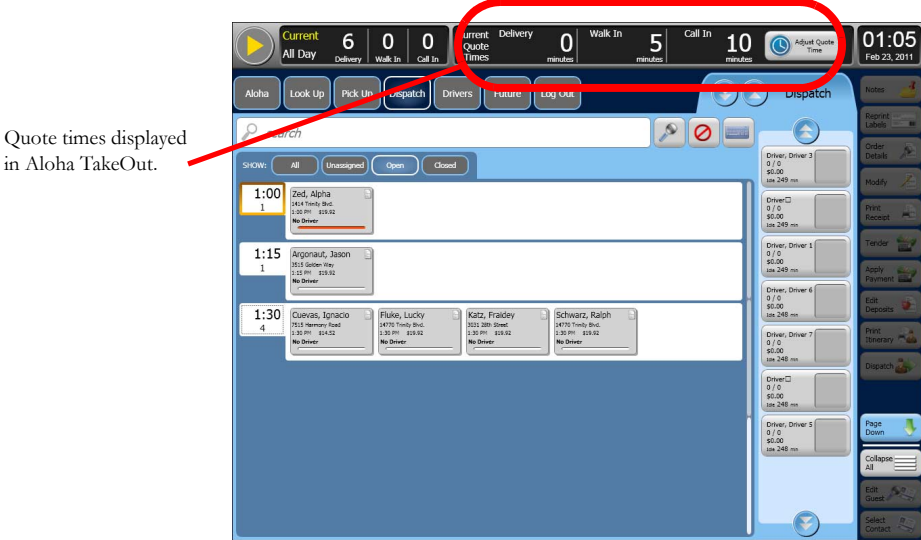 Quote times displayed
in Aloha TakeOut.
Current
All Day
6
Delivery
0
Walk In
0
Call In
Current
Quote
Times
Delivery
0
minutes
Walk In
5
minutes
Call In
10
minutes
Adjust Quote
Time
01:05
Feb 23, 2011
Aloha
Look Up
Pick Up
Dispatch
Drivers
Future
Log Out
Dispatch
search
SHOW:
All
Unassigned
Open
Closed
1:00
1
Zed, Alpha
1414 Trinity Blvd.
1:00 PM $19.92
No Driver
1:15
1
Argonaut, Jason
3515 Golden Way
1:15 PM $19.92
No Driver
1:30
4
Cuevas, Ignacio
7515 Harmony Road
1:30 PM $14.52
No Driver
Fluke, Lucky
14770 Trinity Blvd.
1:30 PM $19.92
No Driver
Katz, Fraidey
3031 28th Street
1:30 PM $19.92
No Driver
Schwarz, Ralph
14770 Trinity Blvd.
1:30 PM $19.92
No Driver
Driver, Driver 3
0 / 0
$0.00
Idle 249 min
Driver
0 / 0
$0.00
Idle 249 min
Driver, Driver 1
0 / 0
$0.00
Idle 249 min
Driver, Driver 6
0 / 0
$0.00
Idle 248 min
Driver, Driver 7
0 / 0
$0.00
Idle 248 min
Driver
0 / 0
$0.00
Idle 248 min
Driver, Driver 5
0 / 0
$0.00
Idle 248 min
Notes
Reprint
Labels
Order
Details
Modify
Print
Receipt
Tender
Apply
Payment
Edit
Deposits
Print
Itinerary
Dispatch
Page
Down
Collapse
All
Edit
Guest
Select
Contact